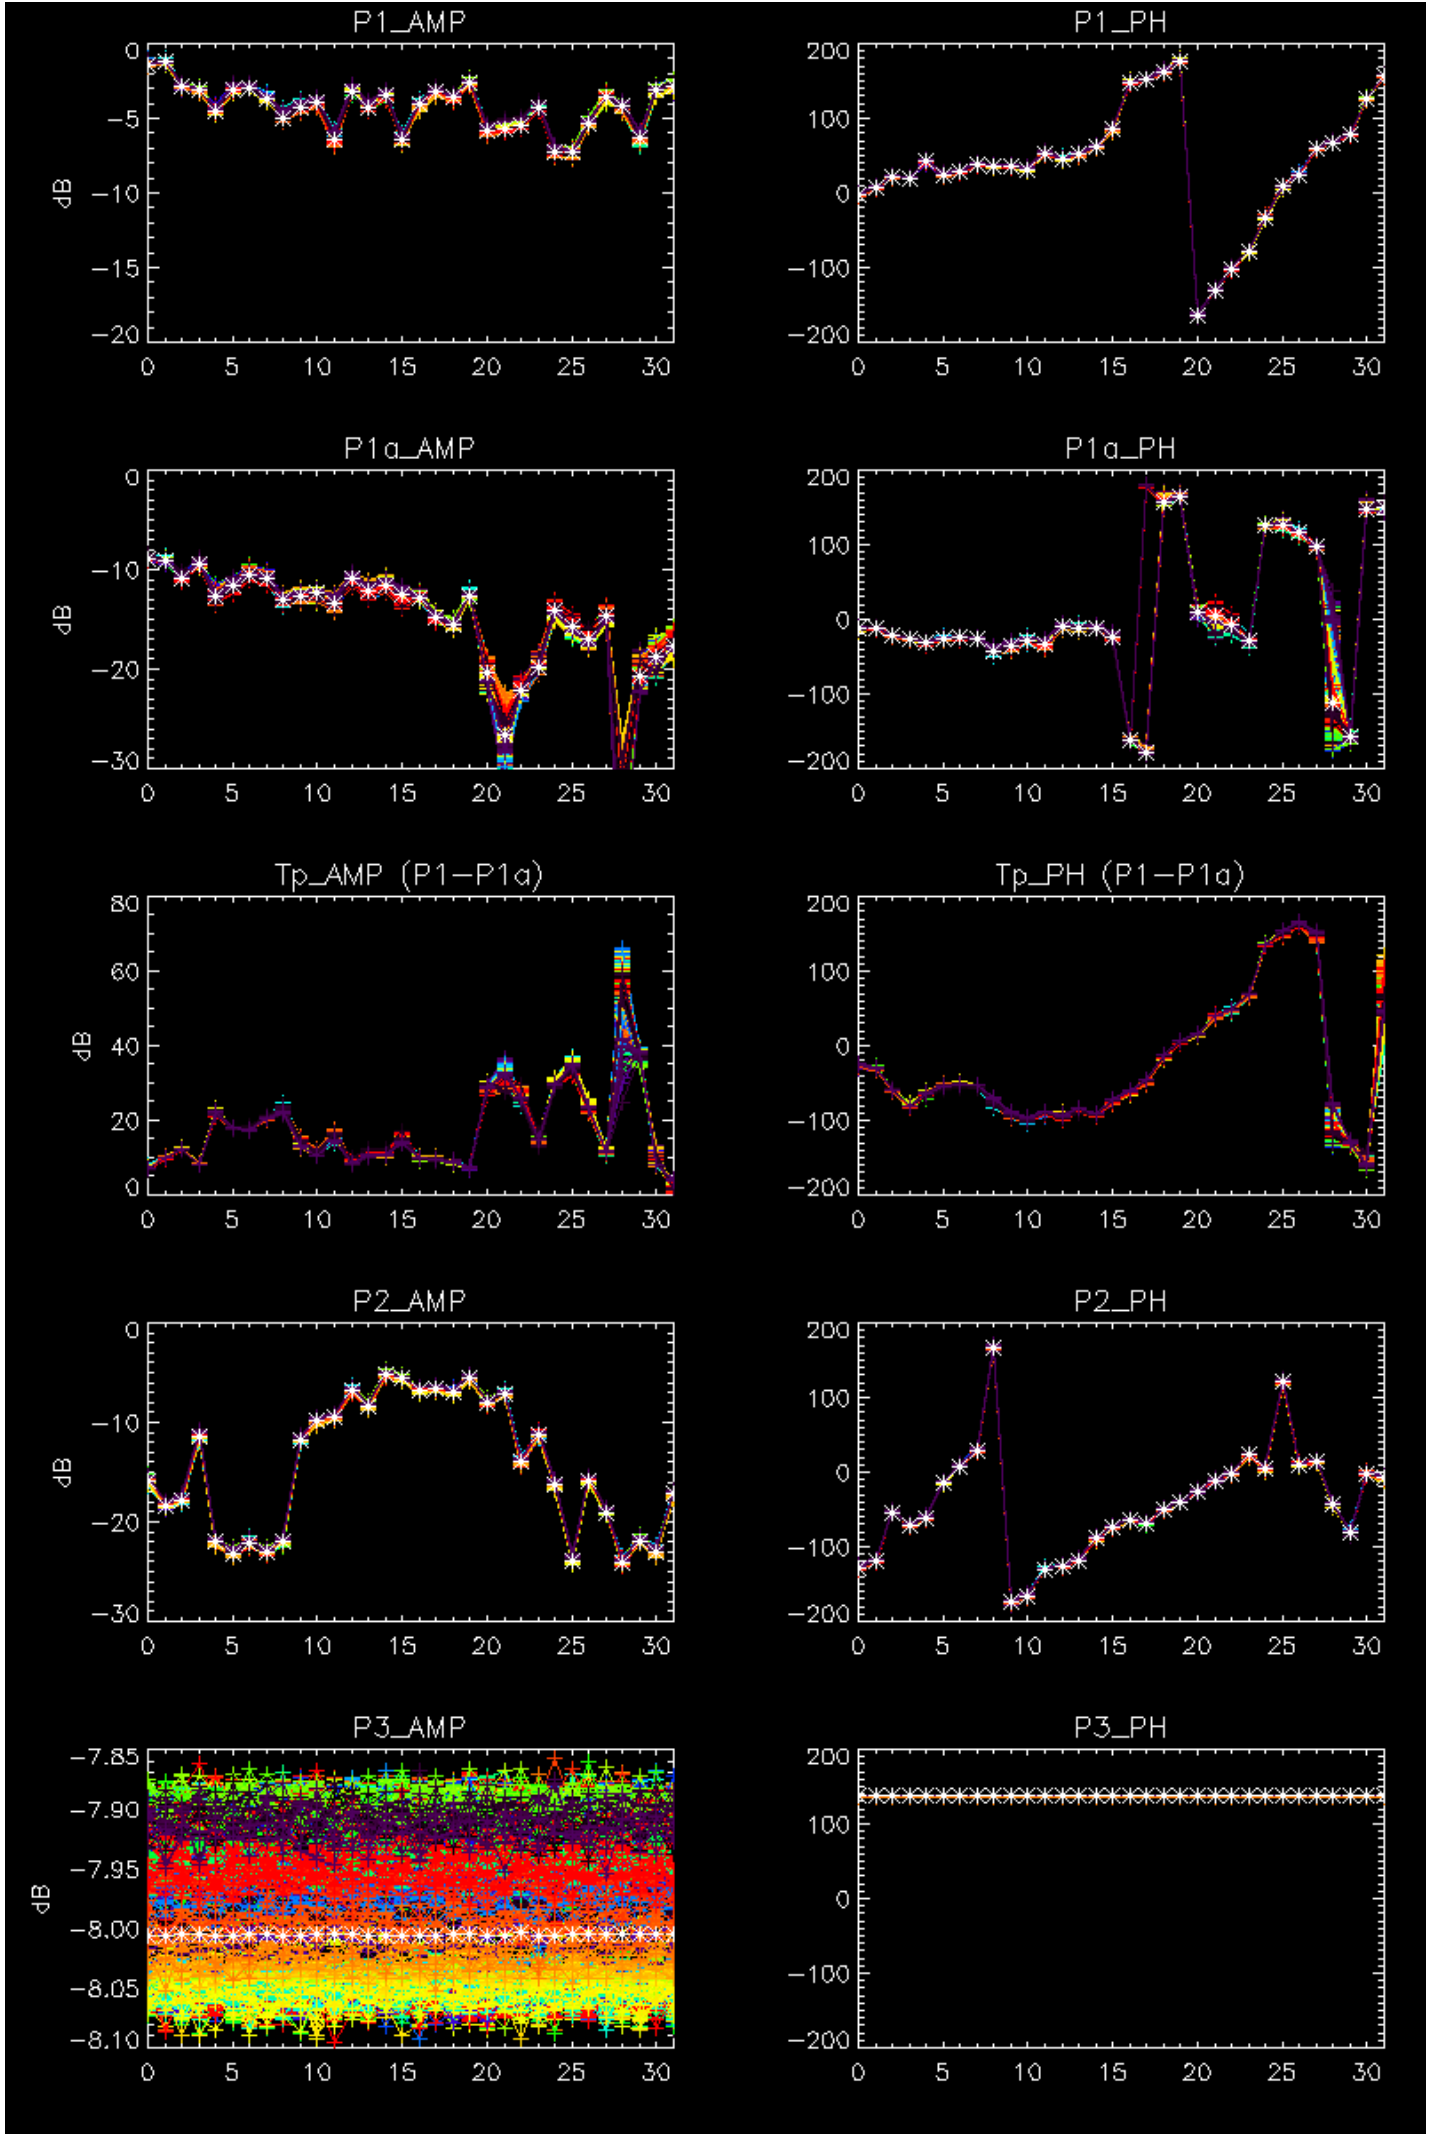 P1_AMP P1_PH
0 200
−5 100
dB −10 0
−15 −100
−20 −200
0 5 10 15 20 25 30 0 5 10 15 20 25 30
P1a_AMP P1a_PH
0 200
−10 100
dB 0
−20 −100
−30 −200
0 5 10 15 20 25 30 0 5 10 15 20 25 30
Tp_AMP (P1−P1a) Tp_PH (P1−P1a)
80 200
60 100
dB 40 0
20 −100
0 −200
0 5 10 15 20 25 30 0 5 10 15 20 25 30
P2_AMP P2_PH
0 200
−10 100
dB 0
−20 −100
−30 −200
0 5 10 15 20 25 30 0 5 10 15 20 25 30
P3_AMP P3_PH
−7.85 200
−7.90 100
−7.95
dB 0
−8.00
−8.05 −100
−8.10 −200
0 5 10 15 20 25 30 0 5 10 15 20 25 30